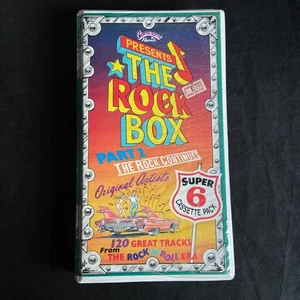 PRESENTS
THE
ROCK
BOX
PART 2
THE ROCK CONTINUES
Original Artists
SUPER
6
CASSETTE PACK
120 GREAT TRACKS
From THE ROCK ROLL ERA